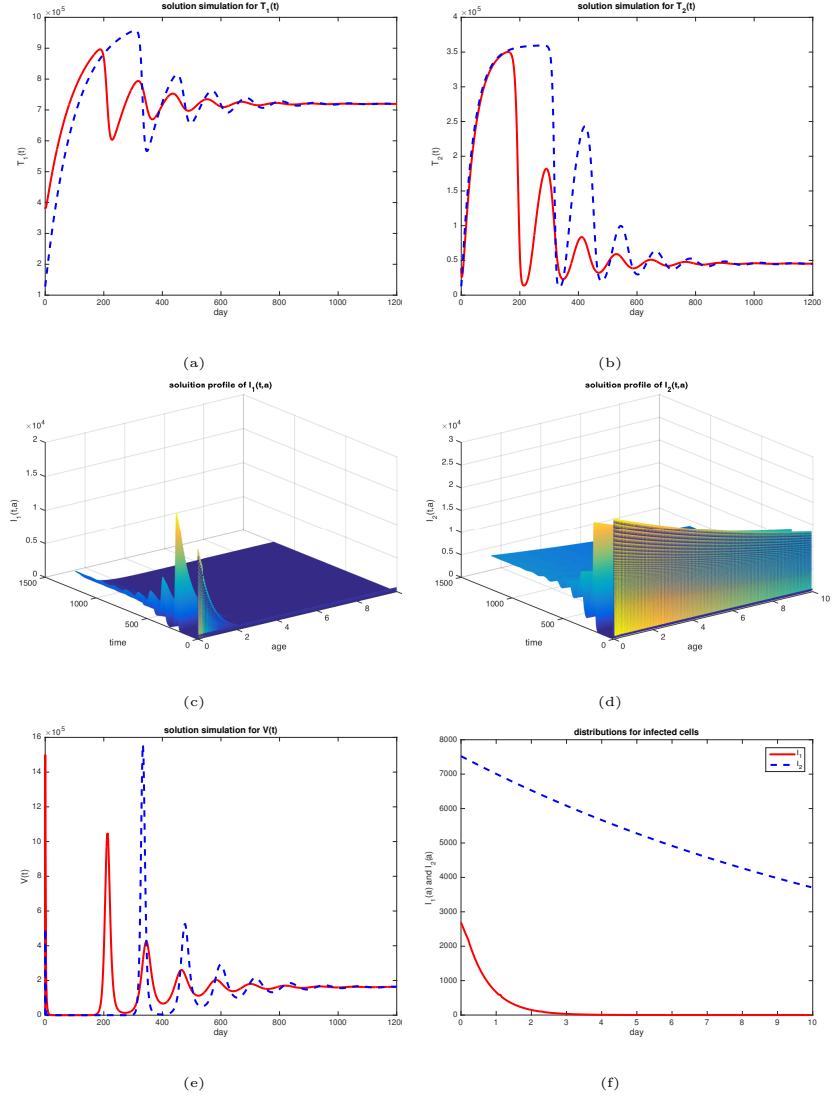 solution simulation for T1(t)
×10^5
10
9
8
7
6
5
4
3
2
1
T1(t)
0 200 400 600 800 1000 120
day
(a)
solution simulation for T2(t)
×10^5
4
3.5
3
2.5
2
1.5
1
0.5
0
T2(t)
0 200 400 600 800 1000 1200
day
(b)
soluition profile of I1(t,a)
×10^4
2
1.5
1
0.5
0
I1(t,a)
1500
1000
500
0
time
0 2 4 6 8
age
(c)
soluition profile of I2(t,a)
×10^4
3
2.5
2
1.5
1
0.5
0
I2(t,a)
1500
1000
500
0
time
0 2 4 6 8 10
age
(d)
solution simulation for V(t)
×10^5
16
14
12
10
8
6
4
2
0
V(t)
0 200 400 600 800 1000 120
day
(e)
distributions for infected cells
8000
7000
6000
5000
4000
3000
2000
1000
0
I1(a) and I2(a)
I1
I2
0 1 2 3 4 5 6 7 8 9 10
day
(f)